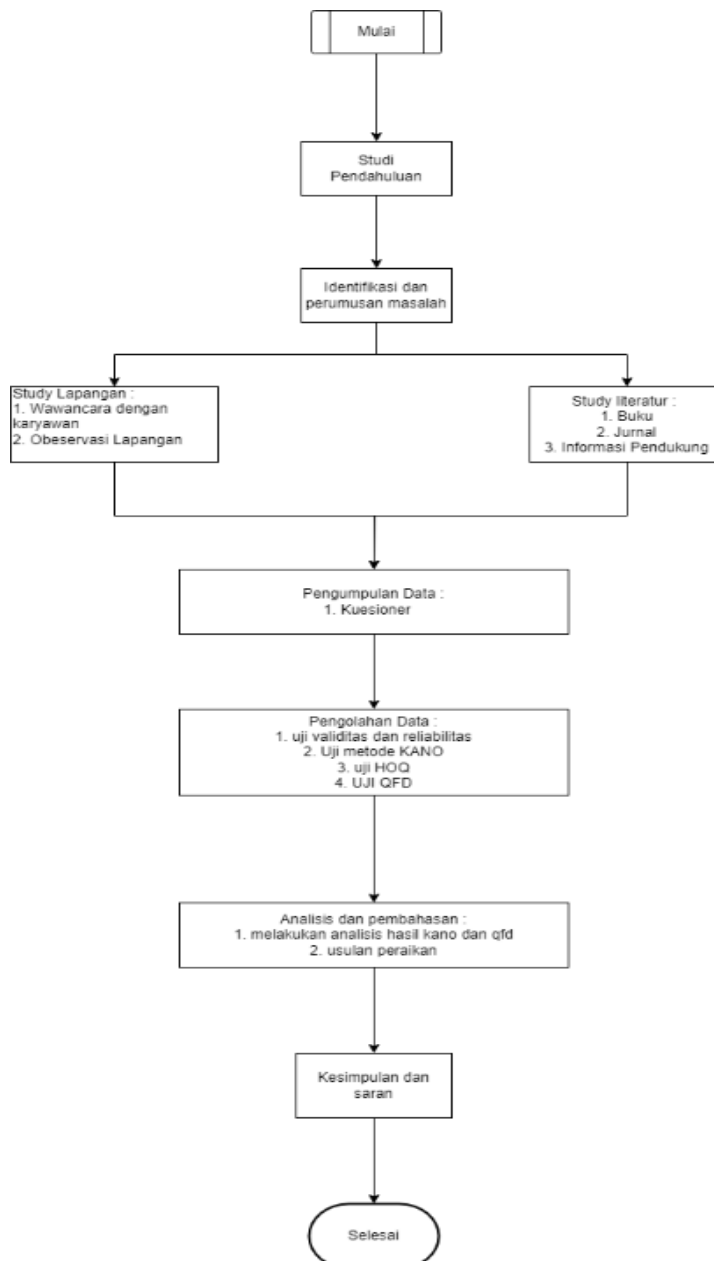 Mulai
Studi
Pendahuluan
Identifikasi dan
perumusan masalah
Study Lapangan :
1. Wawancara dengan
karyawan
2. Obeservasi Lapangan
Study literatur :
1. Buku
2. Jurnal
3. Informasi Pendukung
Pengumpulan Data :
1. Kuesioner
Pengolahan Data :
1. uji validitas dan reliabilitas
2. Uji metode KANO
3. uji HOQ
4. UJI QFD
Analisis dan pembahasan :
1. melakukan analisis hasil kano dan qfd
2. usulan peraikan
Kesimpulan dan
saran
Selesai